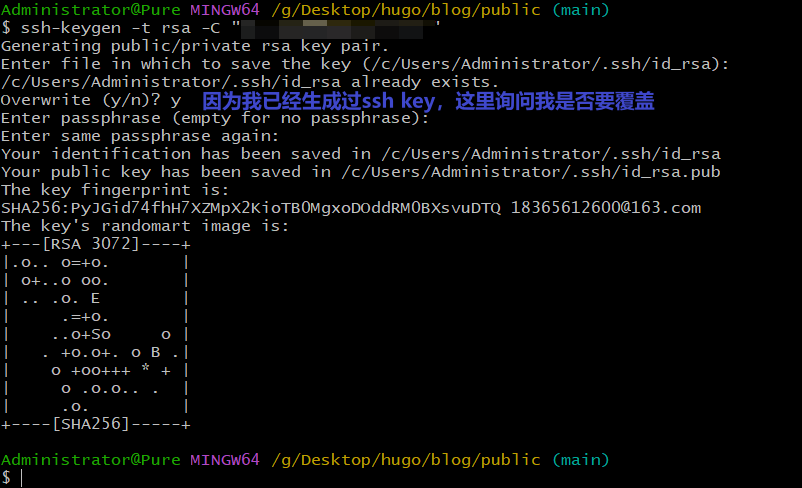 Administrator@Pure MINGW64 /g/Desktop/hugo/blog/public (main)
$ ssh-keygen -t rsa -C " '
Generating public/private rsa key pair.
Enter file in which to save the key (/c/Users/Administrator/.ssh/id_rsa):
/c/Users/Administrator/.ssh/id_rsa already exists.
Overwrite (y/n)? y 因为我已经生成过ssh key，这里询问我是否要覆盖
Enter passphrase (empty for no passphrase):
Enter same passphrase again:
Your identification has been saved in /c/Users/Administrator/.ssh/id_rsa
Your public key has been saved in /c/Users/Administrator/.ssh/id_rsa.pub
The key fingerprint is:
SHA256:PyJGid74fhH7XZMpX2KioTB0MgxoDOddRM0BXsvuDTQ 18365612600@163.com
The key's randomart image is:
+---[RSA 3072]----+
|.o.. o=+o.       |
| o+..o oo.       |
| .. .o. E        |
|     .=+o.       |
|    ..o+So     o |
|   . +o.o+. o B .|
|    o +oo+++ * + |
|     o .o.o.. .  |
|     .o.         |
+----[SHA256]-----+
Administrator@Pure MINGW64 /g/Desktop/hugo/blog/public (main)
$